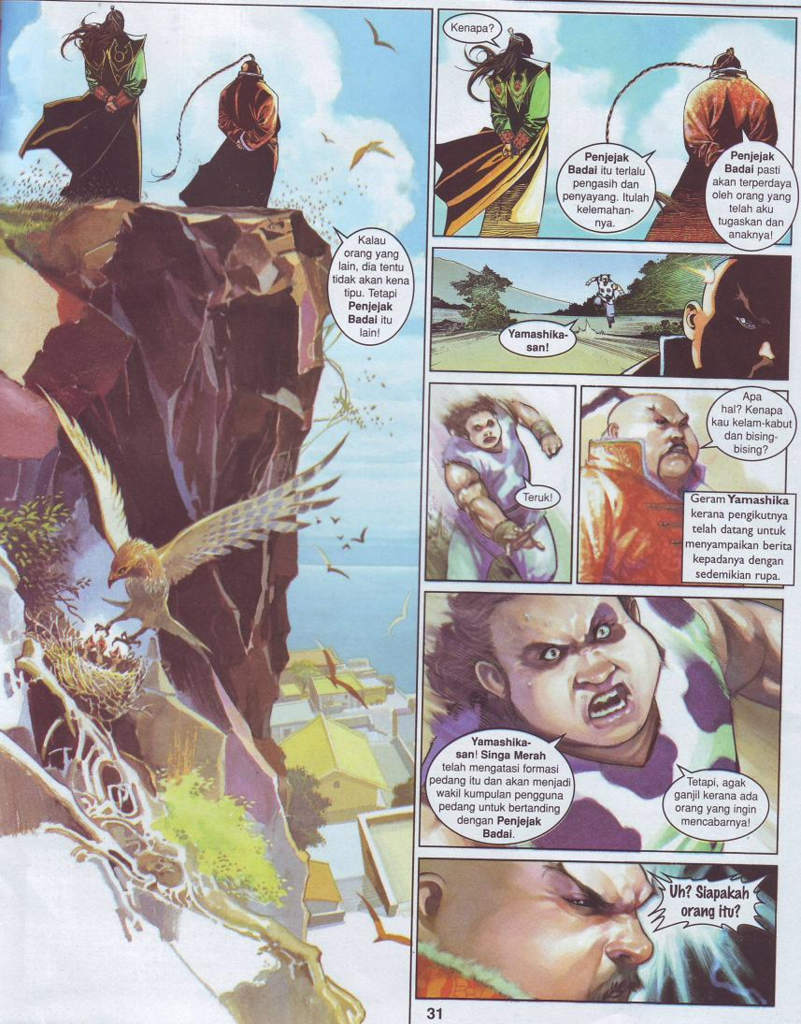 Kalau
orang yang
lain, dia tentu
tidak akan kena
tipu. Tetapi
Penjejak
Badai itu
lain!
Kenapa?
Penjejak
Badai itu terlalu
pengasih dan
penyayang. Itulah
kelemahan-
nya.
Penjejak
Badai pasti
akan terperdaya
oleh orang yang
telah aku
tugaskan dan
anaknya!
Yamashika-
san!
Teruk!
Apa
hal? Kenapa
kau kelam-kabut
dan bising-
bising?
Geram Yamashika
kerana pengikutnya
telah datang untuk
menyampaikan berita
kepadanya dengan
sedemikian rupa.
Yamashika-
san! Singa Merah
telah mengatasi formasi
pedang itu dan akan menjadi
wakil kumpulan pengguna
pedang untuk bertanding
dengan Penjejak
Badai.
Tetapi, agak
ganjil kerana ada
orang yang ingin
mencabarnya!
Uh? Siapakah
orang itu?
31